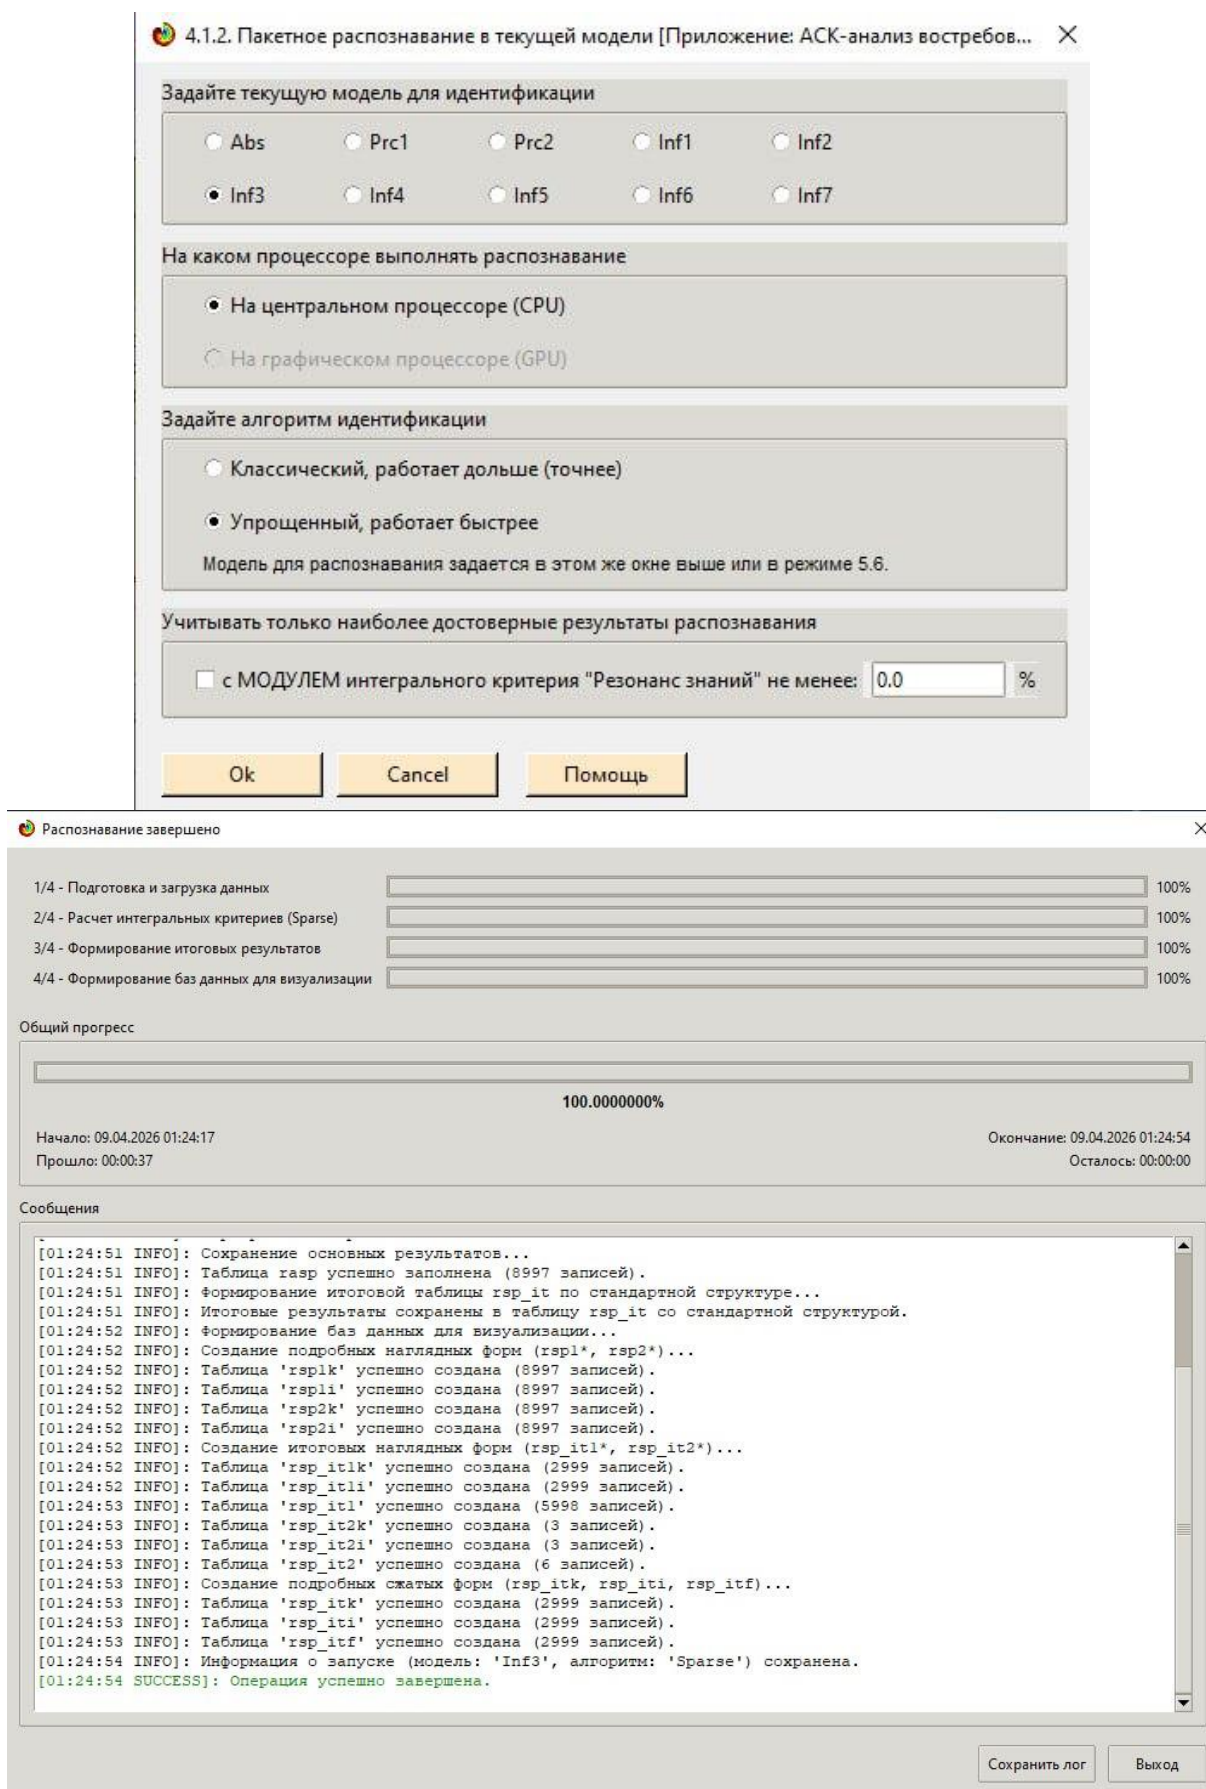 4.1.2. Пакетное распознавание в текущей модели [Приложение: АСК-анализ востребов...
Задайте текущую модель для идентификации
Abs Prc1 Prc2 Inf1 Inf2
Inf3 Inf4 Inf5 Inf6 Inf7
На каком процессоре выполнять распознавание
На центральном процессоре (CPU)
На графическом процессоре (GPU)
Задайте алгоритм идентификации
Классический, работает дольше (точнее)
Упрощенный, работает быстрее
Модель для распознавания задается в этом же окне выше или в режиме 5.6.
Учитывать только наиболее достоверные результаты распознавания
с МОДУЛЕМ интегрального критерия "Резонанс знаний" не менее: 0.0 %
Ok Cancel Помощь
Распознавание завершено
1/4 - Подготовка и загрузка данных 100%
2/4 - Расчет интегральных критериев (Sparse) 100%
3/4 - Формирование итоговых результатов 100%
4/4 - Формирование баз данных для визуализации 100%
Общий прогресс
100.0000000%
Начало: 09.04.2026 01:24:17 Окончание: 09.04.2026 01:24:54
Прошло: 00:00:37 Осталось: 00:00:00
Сообщения
[01:24:51 INFO]: Сохранение основных результатов...
[01:24:51 INFO]: Таблица rasp успешно заполнена (8997 записей).
[01:24:51 INFO]: Формирование итоговой таблицы rsp_it по стандартной структуре...
[01:24:51 INFO]: Итоговые результаты сохранены в таблицу rsp_it со стандартной структурой.
[01:24:52 INFO]: Формирование баз данных для визуализации...
[01:24:52 INFO]: Создание подробных наглядных форм (rsp1*, rsp2*)...
[01:24:52 INFO]: Таблица 'rsp1k' успешно создана (8997 записей).
[01:24:52 INFO]: Таблица 'rsp1i' успешно создана (8997 записей).
[01:24:52 INFO]: Таблица 'rsp2k' успешно создана (8997 записей).
[01:24:52 INFO]: Таблица 'rsp2i' успешно создана (8997 записей).
[01:24:52 INFO]: Создание итоговых наглядных форм (rsp_it1*, rsp_it2*)...
[01:24:52 INFO]: Таблица 'rsp_it1k' успешно создана (2999 записей).
[01:24:52 INFO]: Таблица 'rsp_it1i' успешно создана (2999 записей).
[01:24:53 INFO]: Таблица 'rsp_it1' успешно создана (5998 записей).
[01:24:53 INFO]: Таблица 'rsp_it2k' успешно создана (3 записей).
[01:24:53 INFO]: Таблица 'rsp_it2i' успешно создана (3 записей).
[01:24:53 INFO]: Таблица 'rsp_it2' успешно создана (6 записей).
[01:24:53 INFO]: Создание подробных сжатых форм (rsp_itk, rsp_iti, rsp_itf)...
[01:24:53 INFO]: Таблица 'rsp_itk' успешно создана (2999 записей).
[01:24:53 INFO]: Таблица 'rsp_iti' успешно создана (2999 записей).
[01:24:53 INFO]: Таблица 'rsp_itf' успешно создана (2999 записей).
[01:24:54 INFO]: Информация о запуске (модель: 'Inf3', алгоритм: 'Sparse') сохранена.
[01:24:54 SUCCESS]: Операция успешно завершена.
Сохранить лог Выход